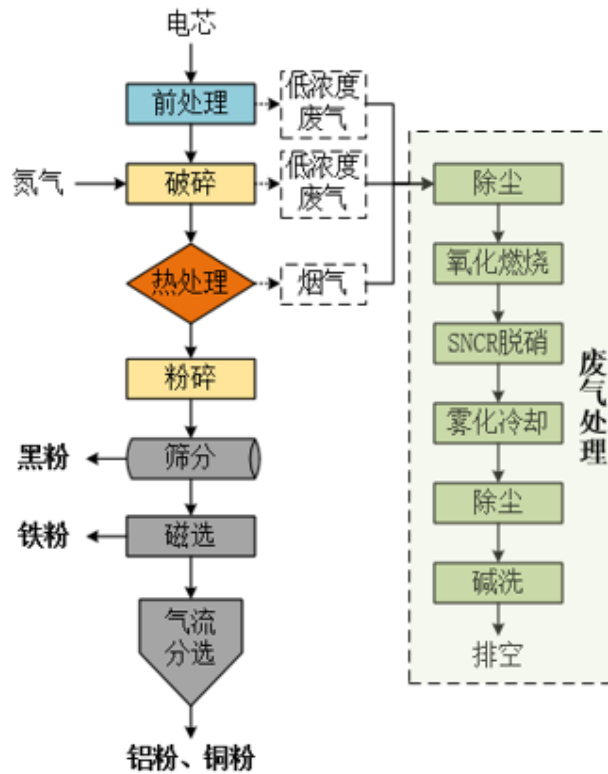 电芯
前处理
低浓度
废气
氮气
破碎
低浓度
废气
热处理
烟气
粉碎
筛分
黑粉
磁选
铁粉
气流
分选
铝粉、铜粉
除尘
氧化燃烧
SNCR脱硝
雾化冷却
除尘
碱洗
排空
废气处理